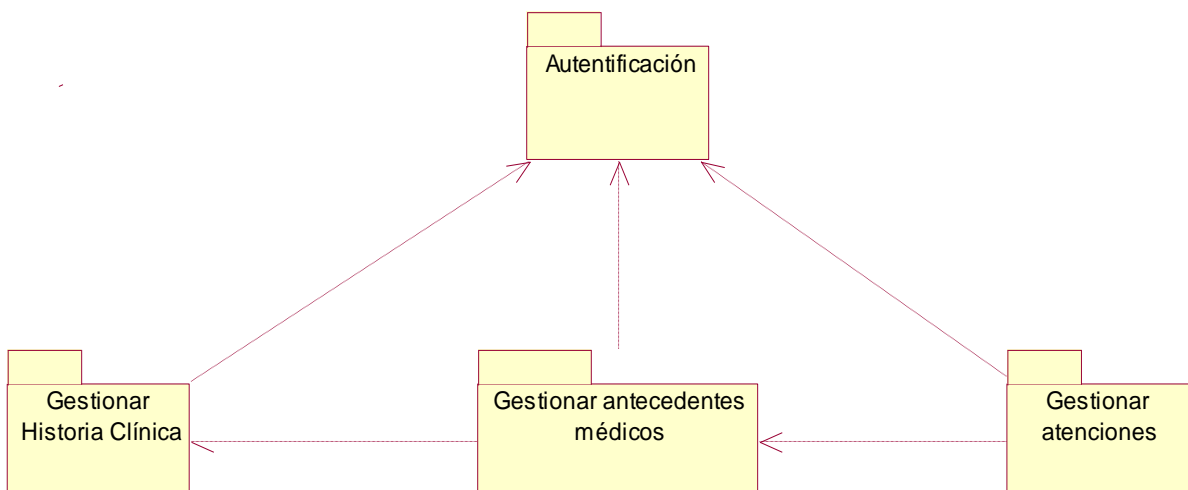 Autentificación
Gestionar
Historia Clínica
Gestionar antecedentes
médicos
Gestionar
atenciones